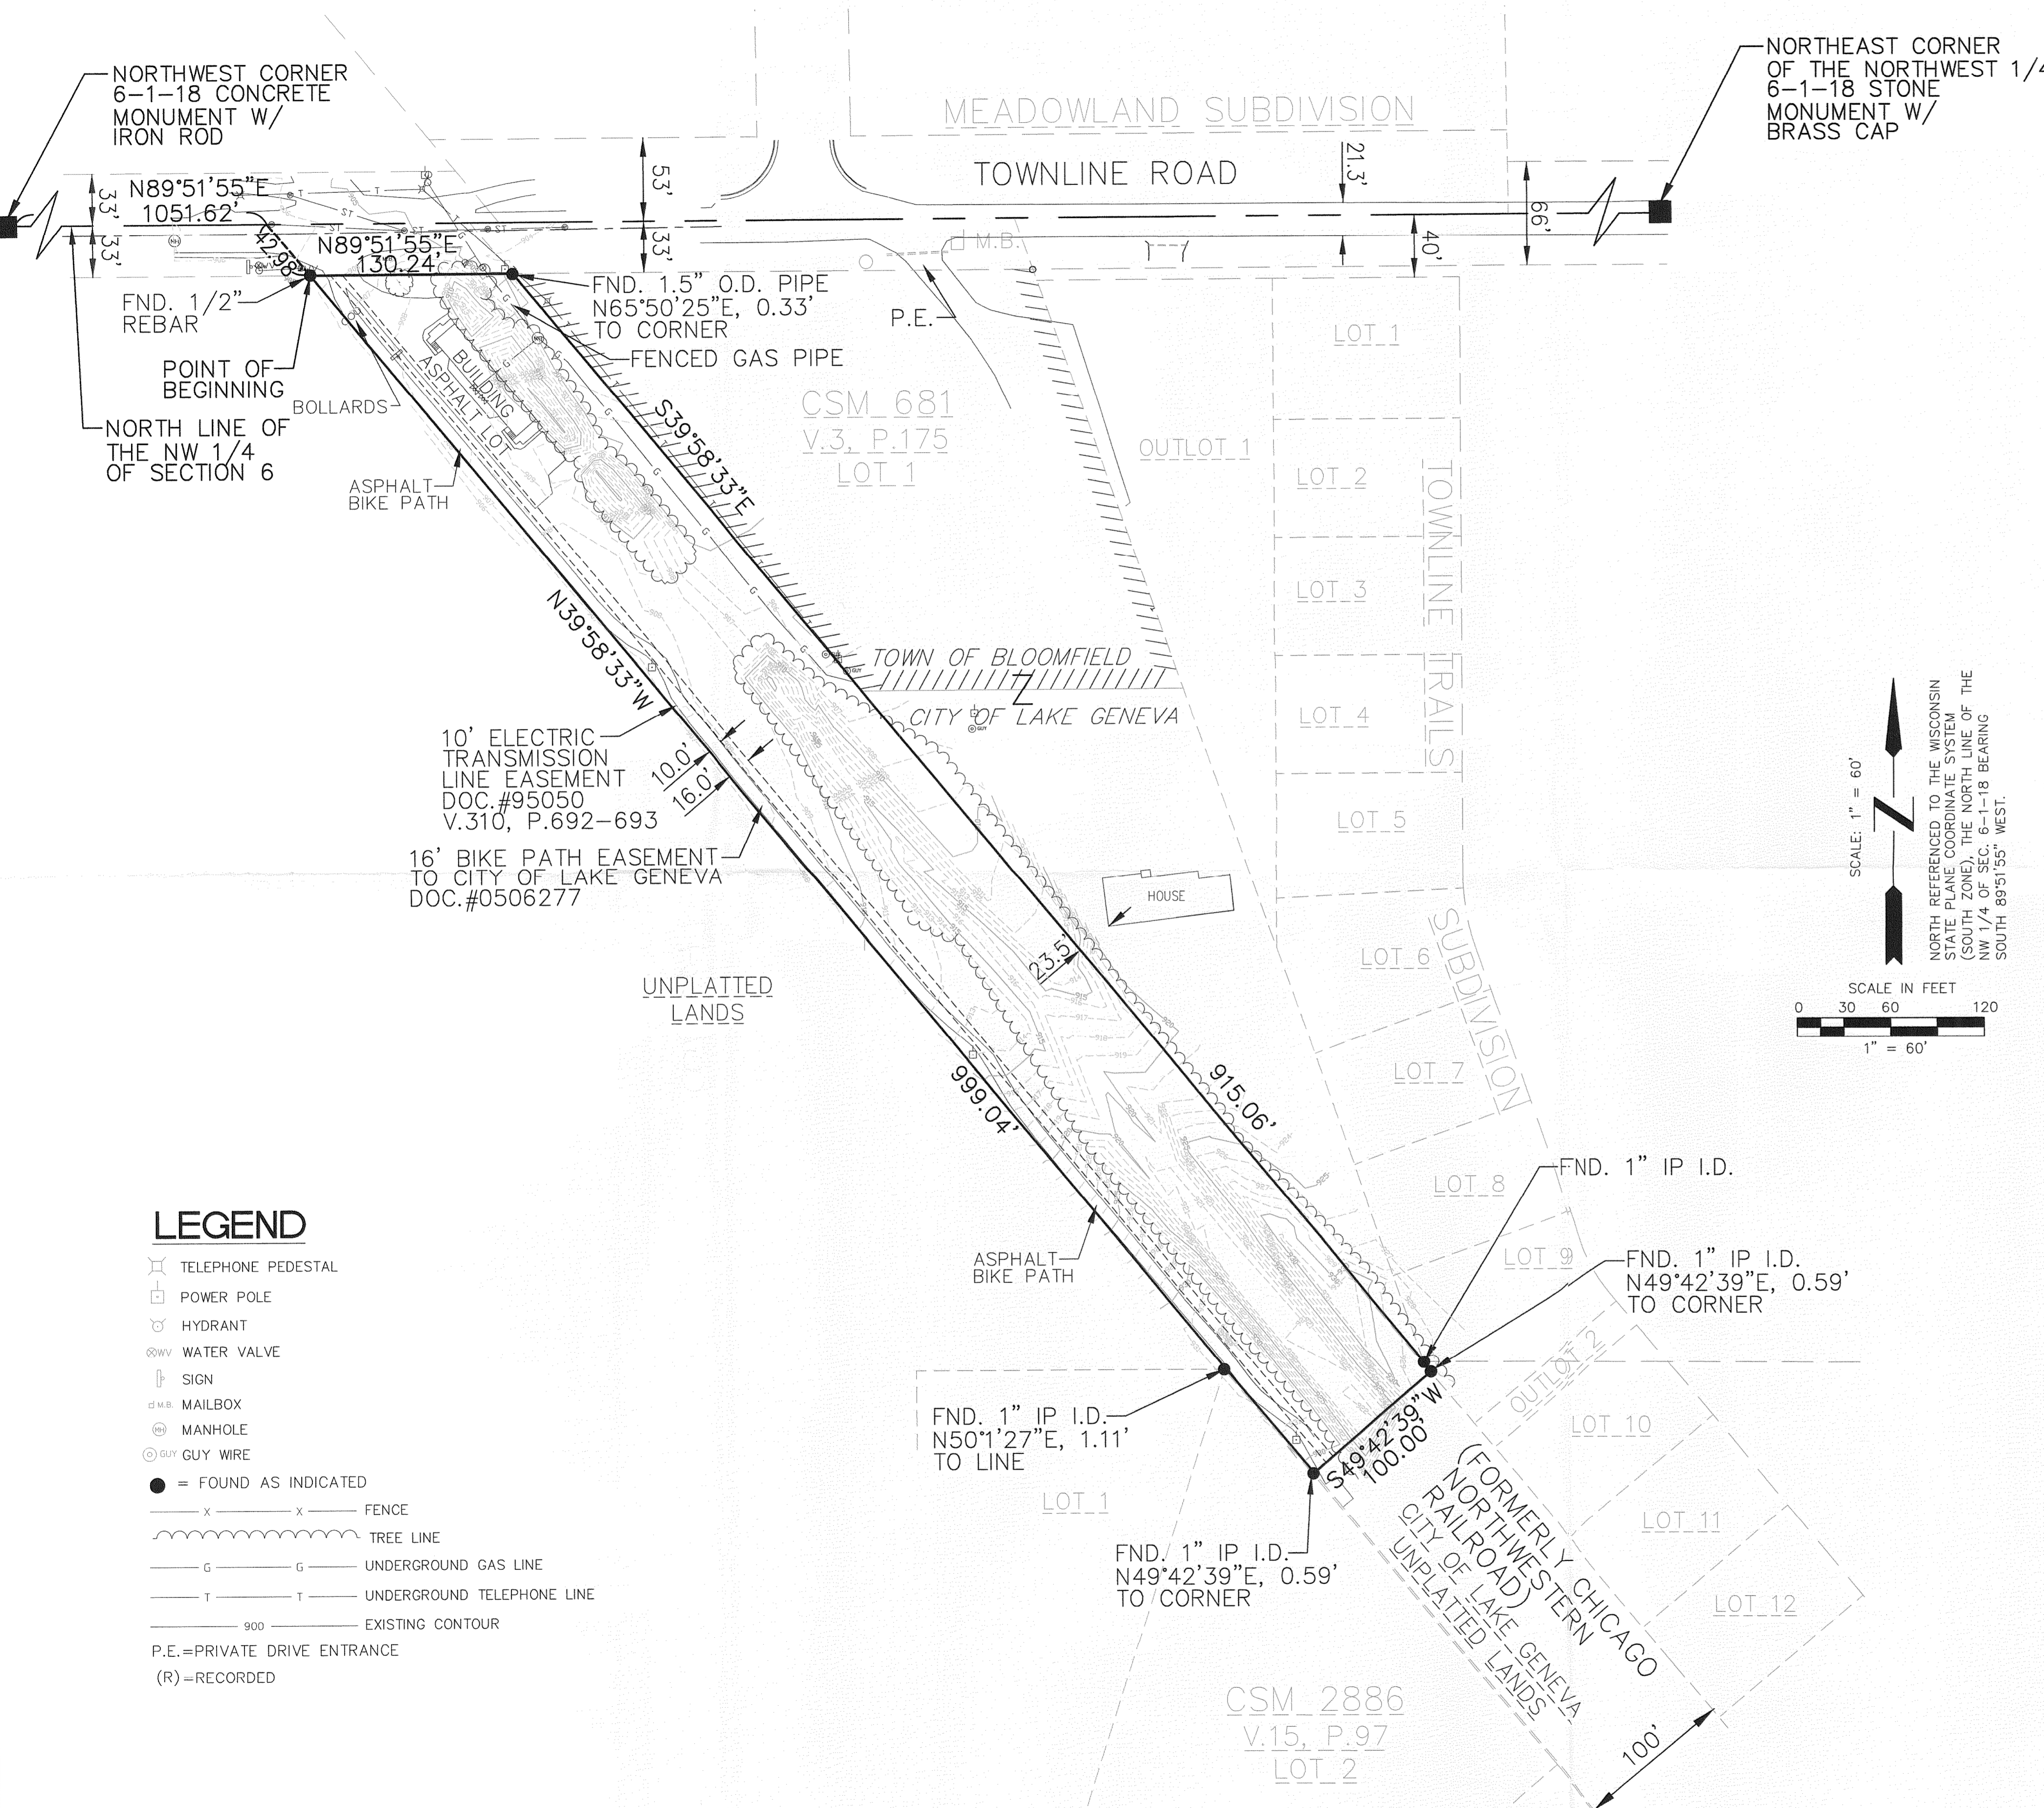 NORTHWEST CORNER
6-1-18 CONCRETE
MONUMENT W/
IRON ROD
NORTHEAST CORNER
OF THE NORTHWEST 1/4
6-1-18 STONE
MONUMENT W/
BRASS CAP
MEADOWLAND SUBDIVISION
TOWNLINE ROAD
53'
33'
21.3'
40'
66'
33'
33'
N89°51'55"E
1051.62'
42.98'
N89°51'55"E
130.24'
M.B.
P.E.
FND. 1/2"
REBAR
FND. 1.5" O.D. PIPE
N65°50'25"E, 0.33'
TO CORNER
FENCED GAS PIPE
POINT OF
BEGINNING
BOLLARDS
NORTH LINE OF
THE NW 1/4
OF SECTION 6
BUILDING
ASPHALT LOT
ASPHALT
BIKE PATH
S39°58'33"E
CSM 681
V.3, P.175
LOT 1
OUTLOT 1
LOT 1
LOT 2
LOT 3
LOT 4
LOT 5
LOT 6
LOT 7
LOT 8
LOT 9
TOWNLINE TRAILS
SUBDIVISION
N39°58'33"W
TOWN OF BLOOMFIELD
CITY OF LAKE GENEVA
GUY
GUY
10' ELECTRIC
TRANSMISSION
LINE EASEMENT
DOC.#95050
V.310, P.692-693
10.0'
16.0'
16' BIKE PATH EASEMENT
TO CITY OF LAKE GENEVA
DOC.#0506277
UNPLATTED
LANDS
HOUSE
23.5'
999.04'
915.06'
SCALE: 1" = 60'
NORTH REFERENCED TO THE WISCONSIN
STATE PLANE COORDINATE SYSTEM
(SOUTH ZONE), THE NORTH LINE OF THE
NW 1/4 OF SEC. 6-1-18 BEARING
SOUTH 89°51'55" WEST.
SCALE IN FEET
0 30 60 120
1" = 60'
ASPHALT
BIKE PATH
FND. 1" IP I.D.
FND. 1" IP I.D.
N49°42'39"E, 0.59'
TO CORNER
FND. 1" IP I.D.
N50°1'27"E, 1.11'
TO LINE
S49°42'39"W
100.00'
LOT 1
FND. 1" IP I.D.
N49°42'39"E, 0.59'
TO CORNER
OUTLOT 2
LOT 10
LOT 11
LOT 12
(FORMERLY CHICAGO
NORTHWESTERN
RAILROAD)
CITY OF LAKE GENEVA
UNPLATTED LANDS
100'
CSM 2886
V.15, P.97
LOT 2
LEGEND
TELEPHONE PEDESTAL
POWER POLE
HYDRANT
WV WATER VALVE
SIGN
M.B. MAILBOX
MH MANHOLE
GUY GUY WIRE
= FOUND AS INDICATED
X X FENCE
TREE LINE
G G UNDERGROUND GAS LINE
T T UNDERGROUND TELEPHONE LINE
900 EXISTING CONTOUR
P.E.=PRIVATE DRIVE ENTRANCE
(R)=RECORDED